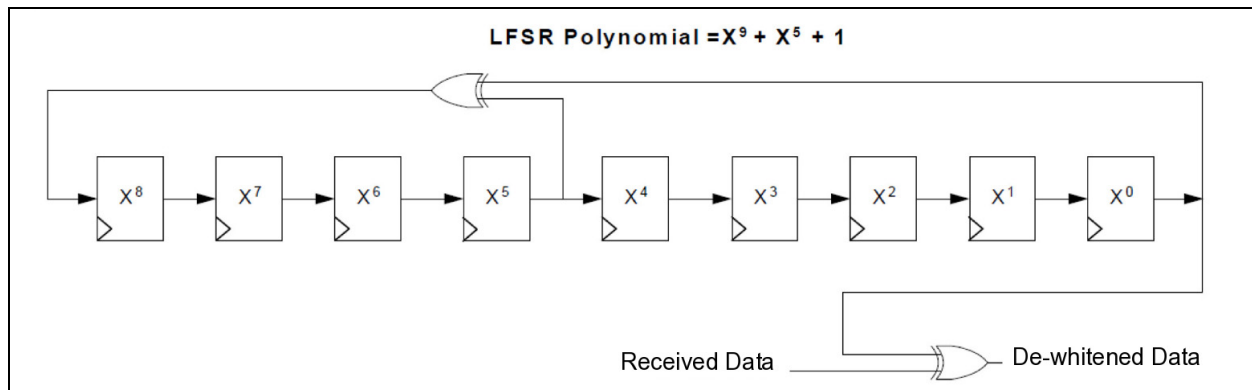 LFSR Polynomial =X⁹ + X⁵ + 1
X⁸ X⁷ X⁶ X⁵ X⁴ X³ X² X¹ X⁰
Received Data De-whitened Data